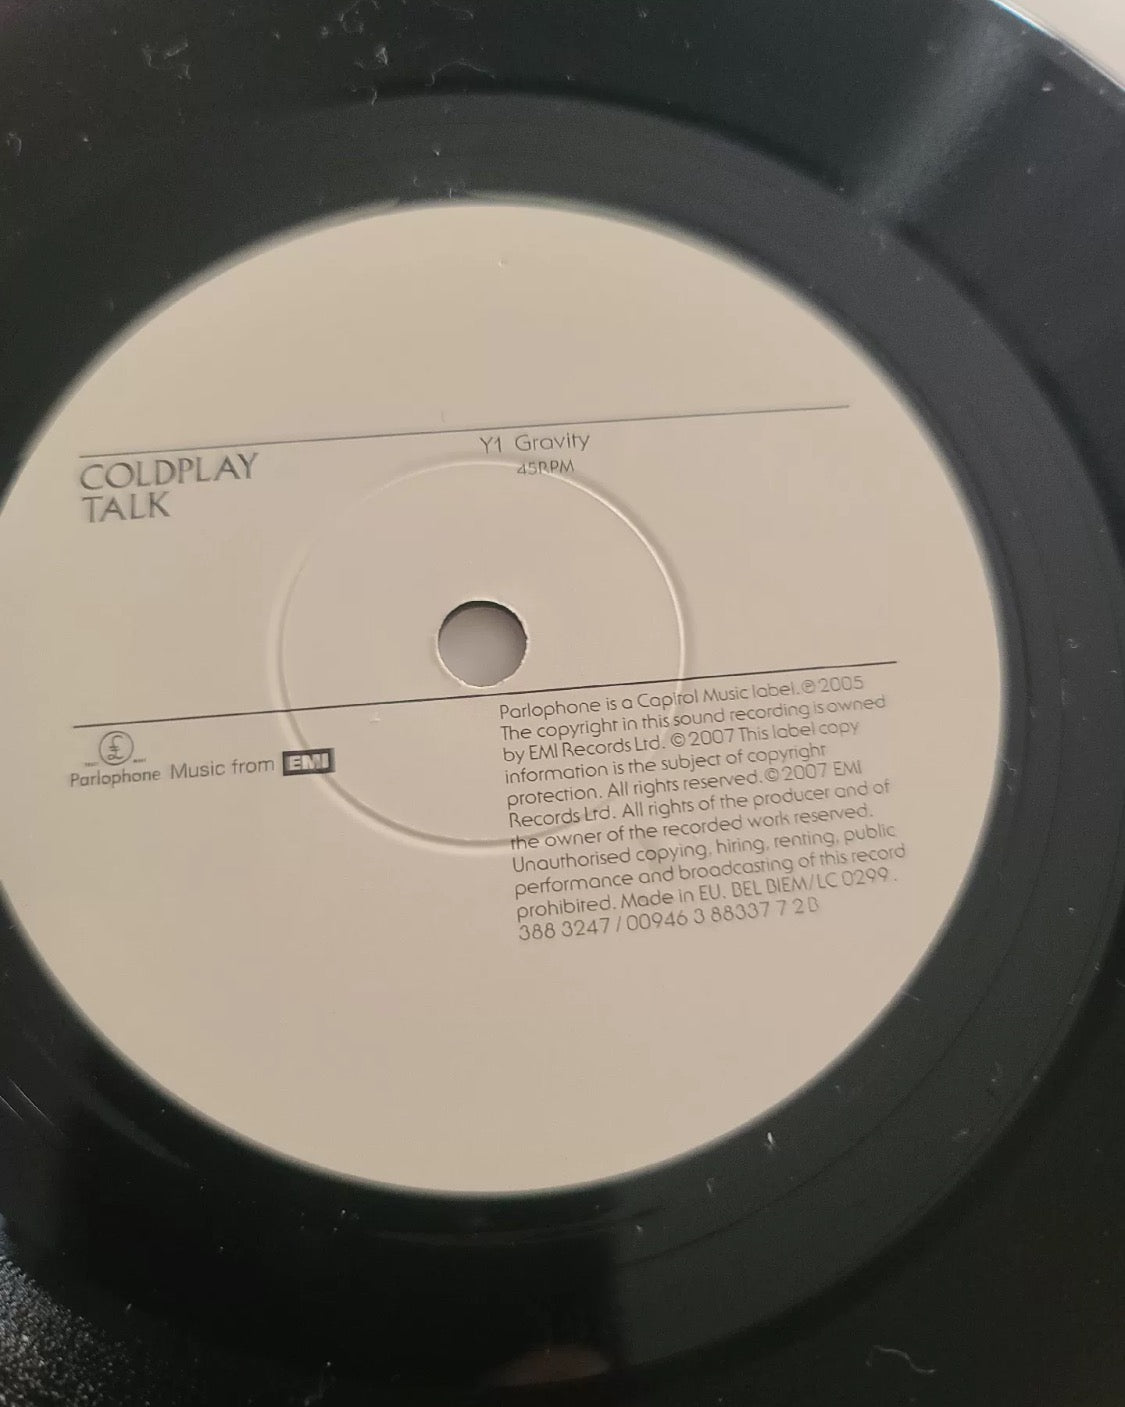 Y1 Gravity
45RPM
COLDPLAY
TALK
£
Parlophone Music from EMI
Parlophone is a Capitol Music label.℗2005
The copyright in this sound recording is owned
by EMI Records Ltd. ©2007 This label copy
information is the subject of copyright
protection. All rights reserved.©2007 EMI
Records Ltd. All rights of the producer and of
the owner of the recorded work reserved.
Unauthorised copying, hiring, renting, public
performance and broadcasting of this record
prohibited. Made in EU. BEL BIEM/LC 0299.
388 3247 / 00946 3 88337 7 2 B